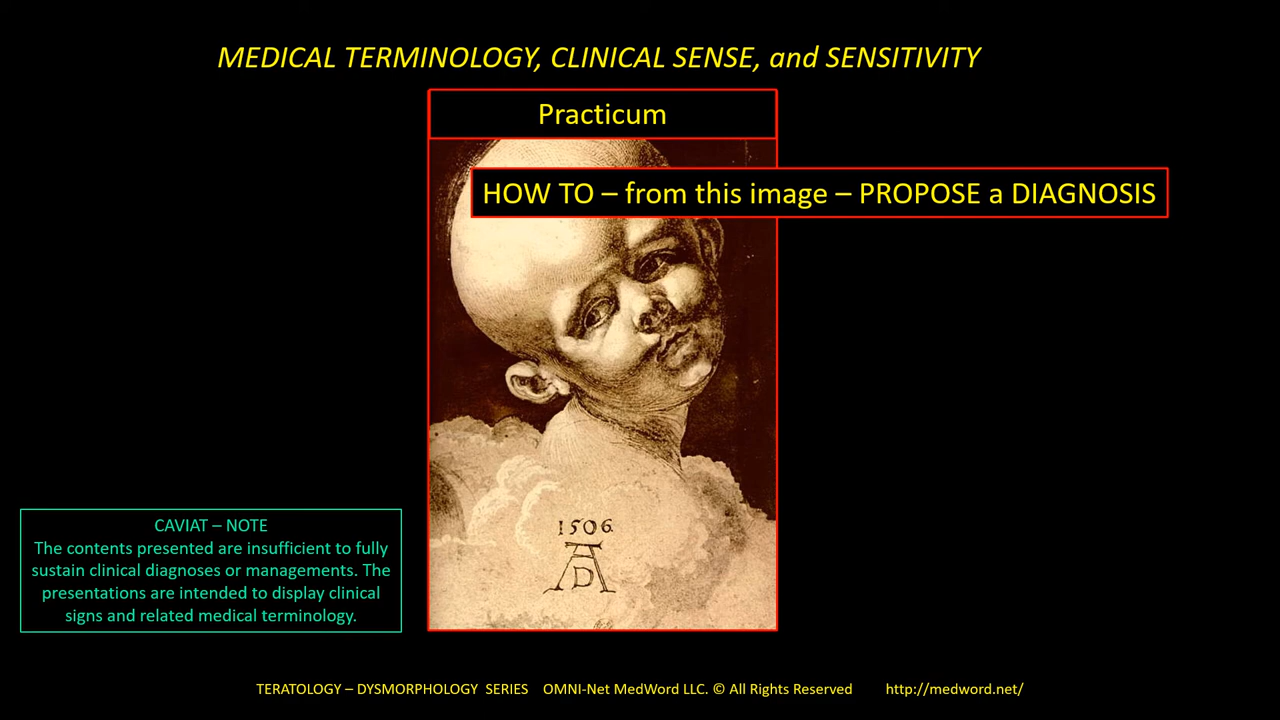 MEDICAL TERMINOLOGY, CLINICAL SENSE, and SENSITIVITY
Practicum
HOW TO – from this image – PROPOSE a DIAGNOSIS
1506
AD
CAVIAT – NOTE
The contents presented are insufficient to fully
sustain clinical diagnoses or managements. The
presentations are intended to display clinical
signs and related medical terminology.
TERATOLOGY – DYSMORPHOLOGY SERIES OMNI-Net MedWord LLC. © All Rights Reserved http://medword.net/